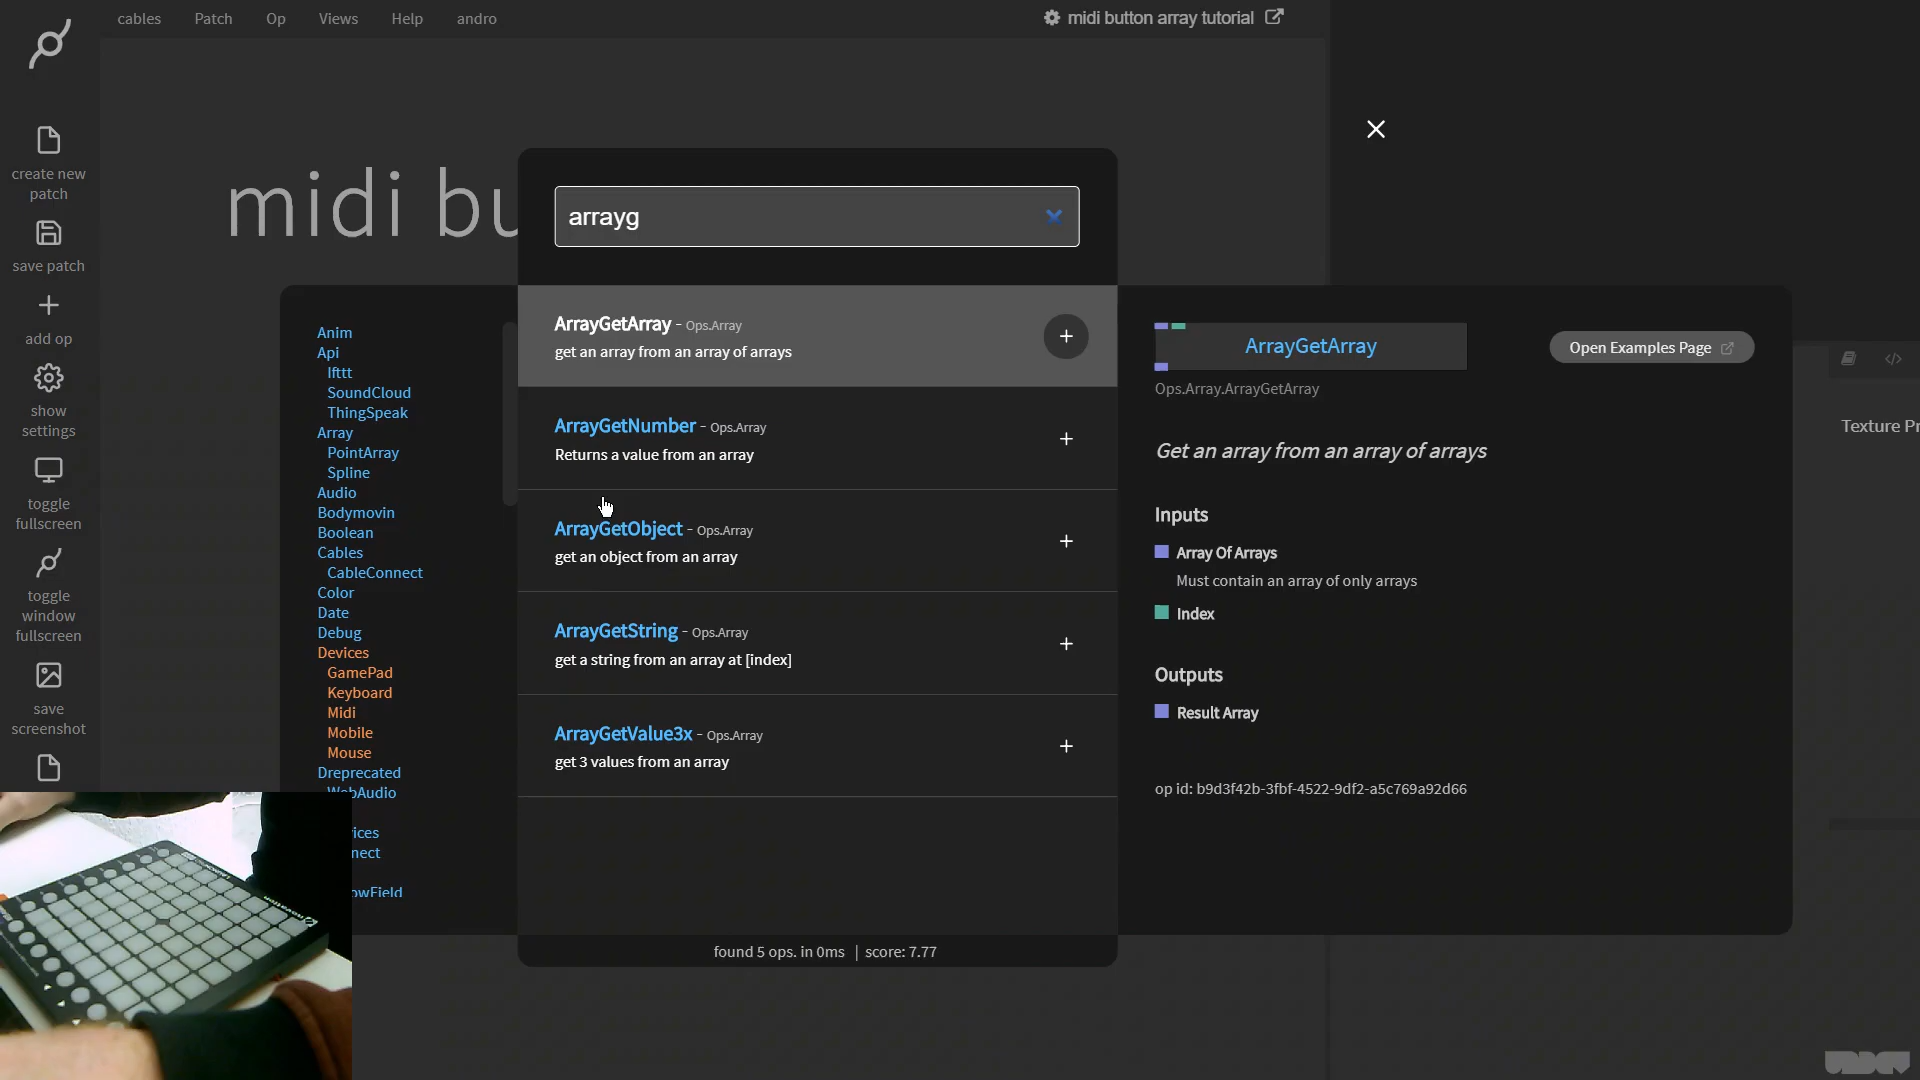 cables
Patch
Op
Views
Help
andro
midi button array tutorial
create new
patch
save patch
add op
show
settings
toggle
fullscreen
toggle
window
fullscreen
save
screenshot
midi bu
arrayg
Anim
Api
Ifttt
SoundCloud
ThingSpeak
Array
PointArray
Spline
Audio
Bodymovin
Boolean
Cables
CableConnect
Color
Date
Debug
Devices
GamePad
Keyboard
Midi
Mobile
Mouse
Dreprecated
WebAudio
ices
nect
owField
ArrayGetArray - Ops.Array
get an array from an array of arrays
ArrayGetNumber - Ops.Array
Returns a value from an array
ArrayGetObject - Ops.Array
get an object from an array
ArrayGetString - Ops.Array
get a string from an array at [index]
ArrayGetValue3x - Ops.Array
get 3 values from an array
found 5 ops. in 0ms | score: 7.77
ArrayGetArray
Open Examples Page
Ops.Array.ArrayGetArray
Get an array from an array of arrays
Inputs
Array Of Arrays
Must contain an array of only arrays
Index
Outputs
Result Array
op id: b9d3f42b-3fbf-4522-9df2-a5c769a92d66
Texture Pr